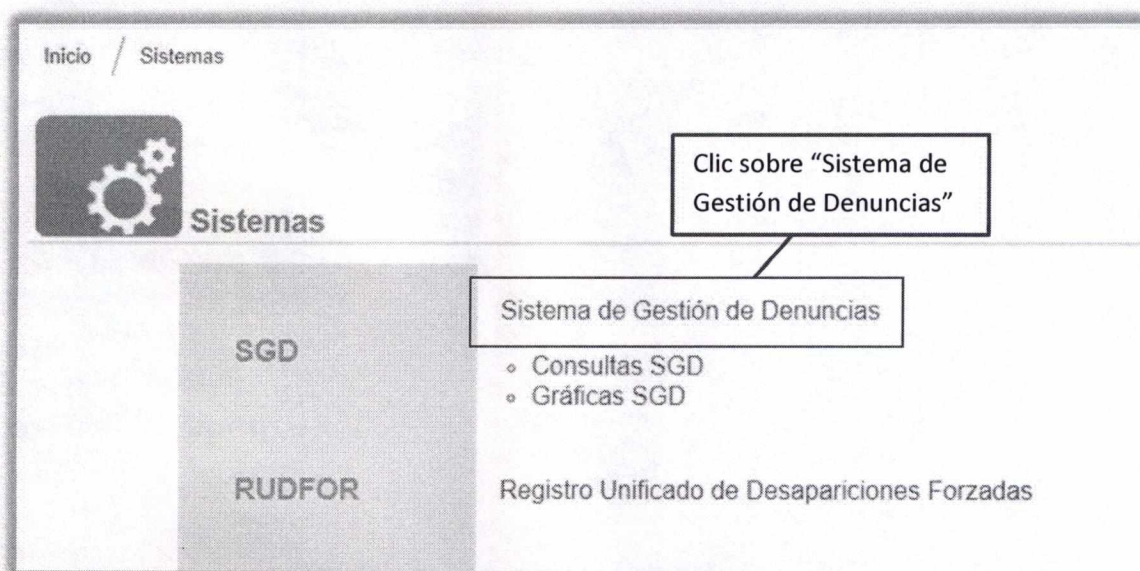 Inicio / Sistemas
Clic sobre “Sistema de
Gestión de Denuncias”
Sistemas
SGD
Sistema de Gestión de Denuncias
◦ Consultas SGD
◦ Gráficas SGD
RUDFOR
Registro Unificado de Desapariciones Forzadas